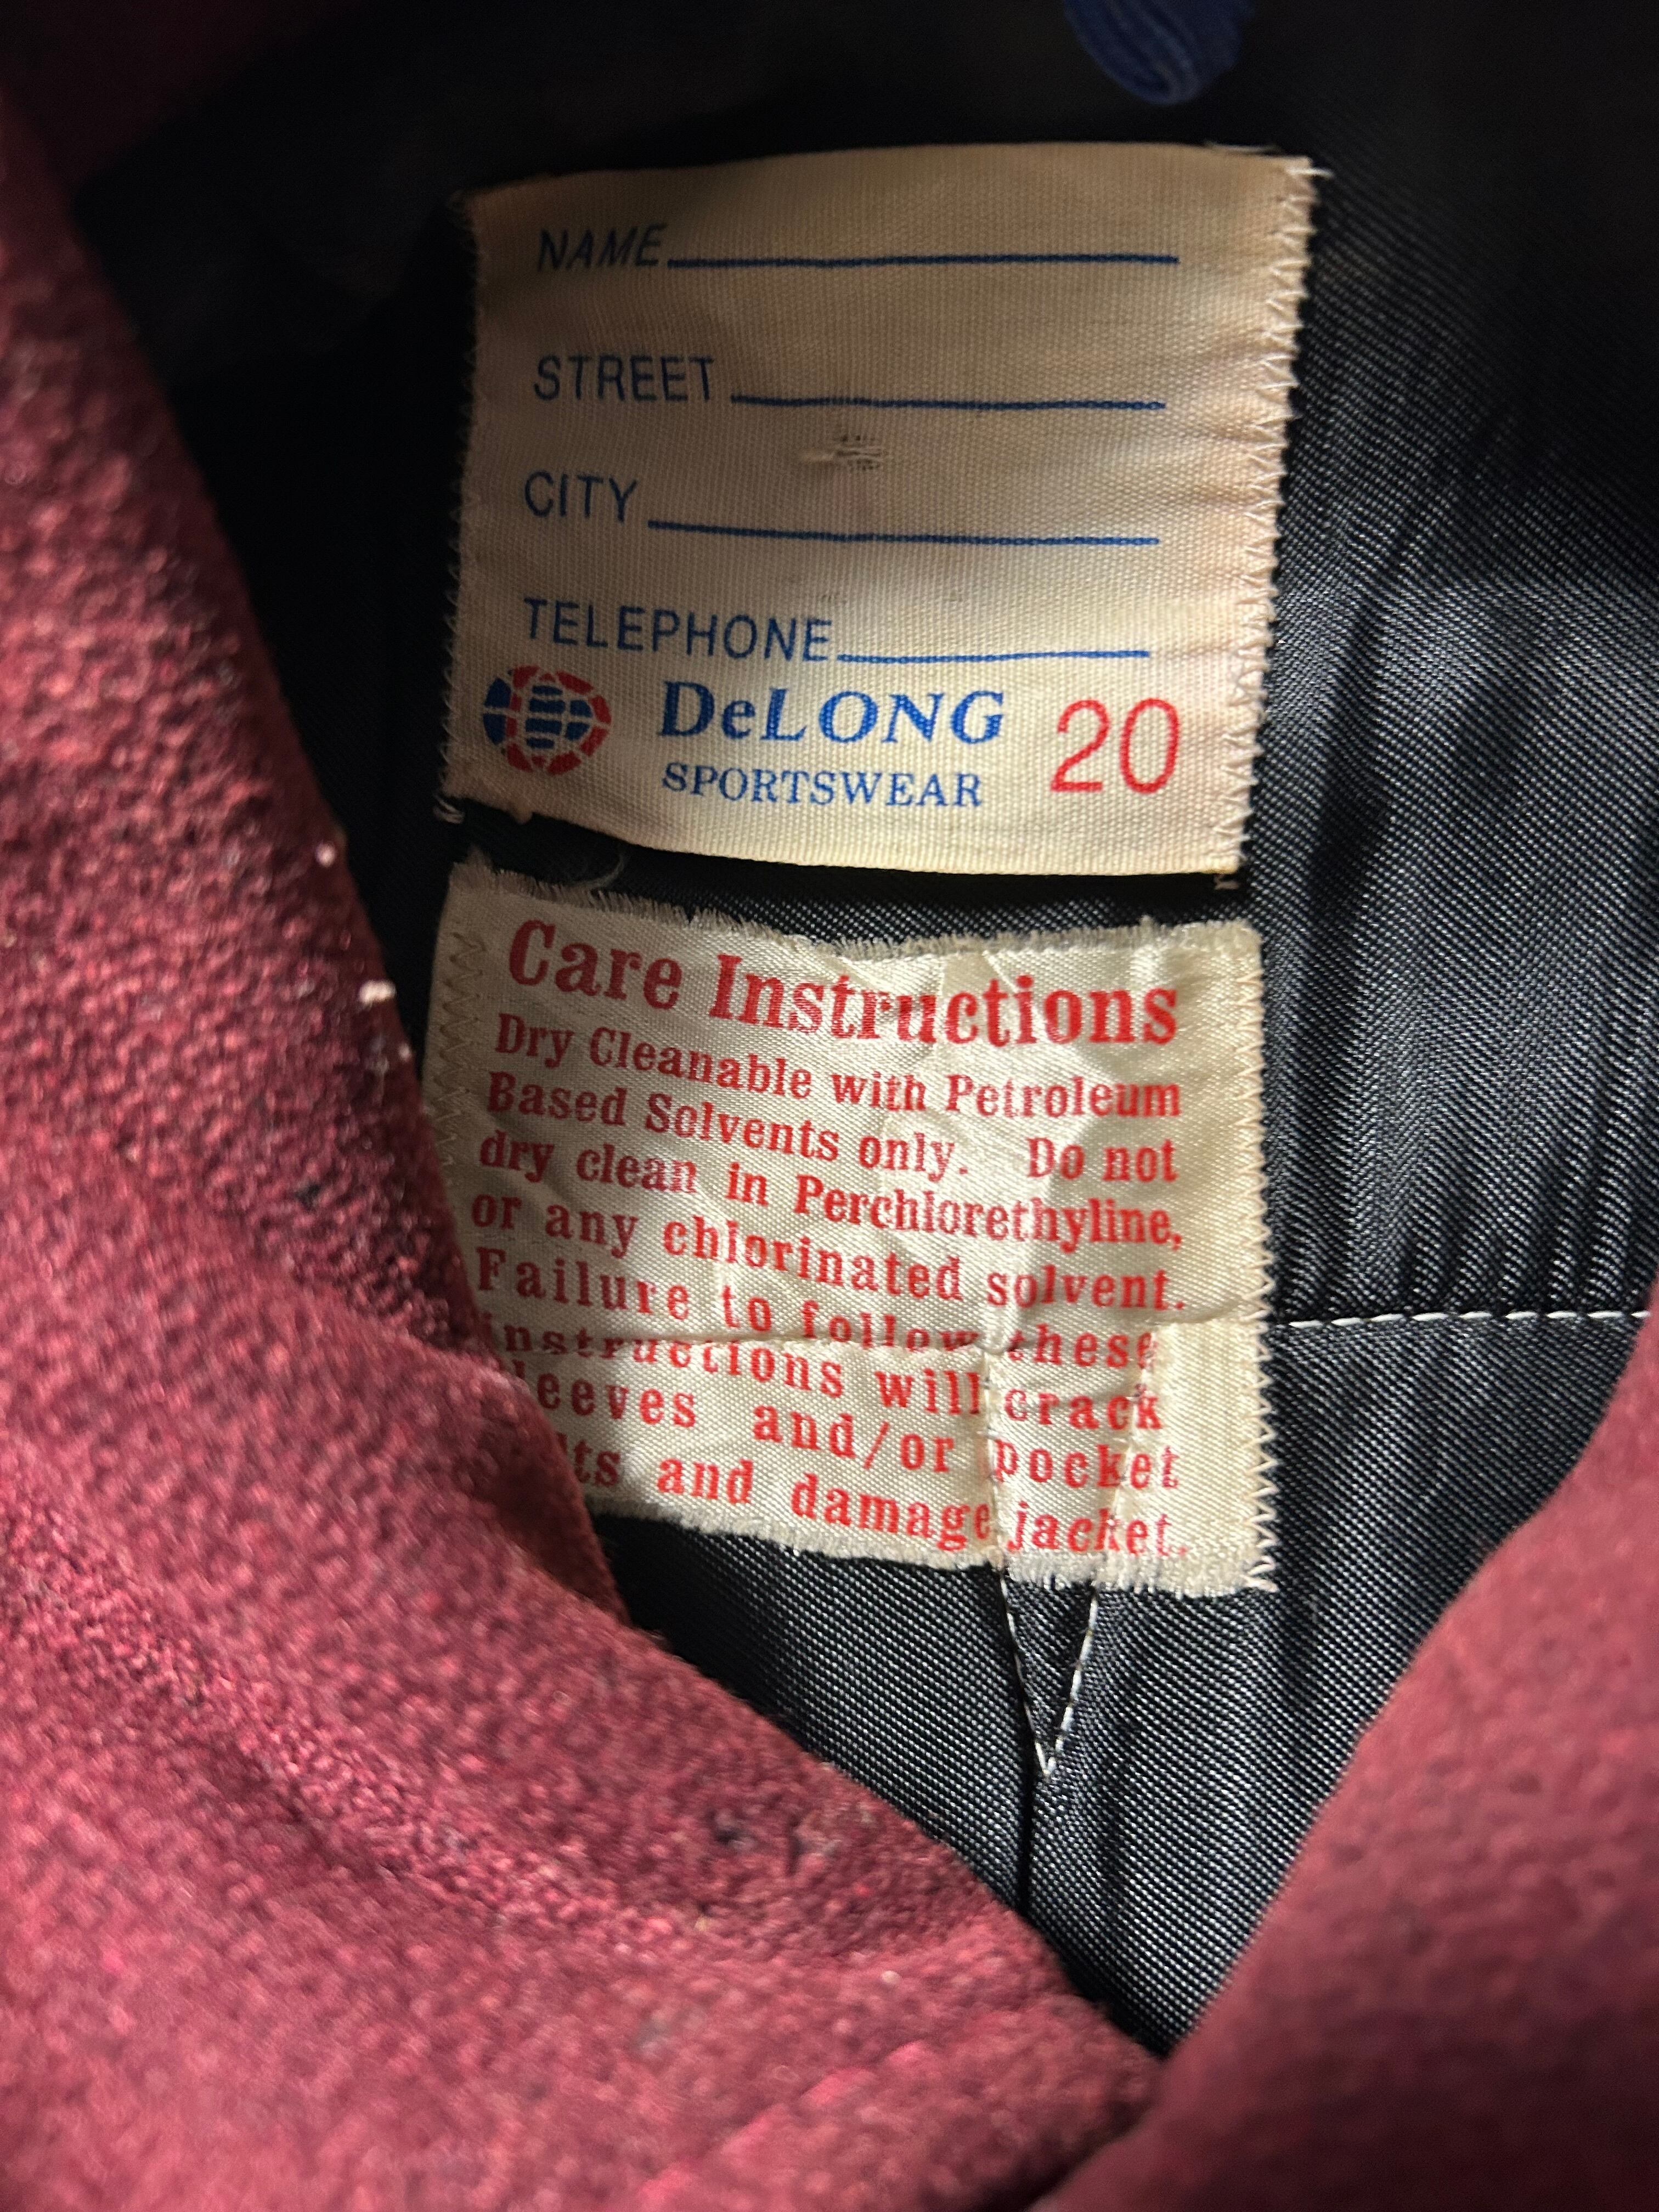 NAME
STREET
CITY
TELEPHONE
DeLONG 20
SPORTSWEAR
Care Instructions
Dry Cleanable with Petroleum
Based Solvents only. Do not
dry clean in Perchlorethyline,
or any chlorinated solvent.
Failure to follow these
instructions will crack
leeves and/or pocket
lts and damage jacket.